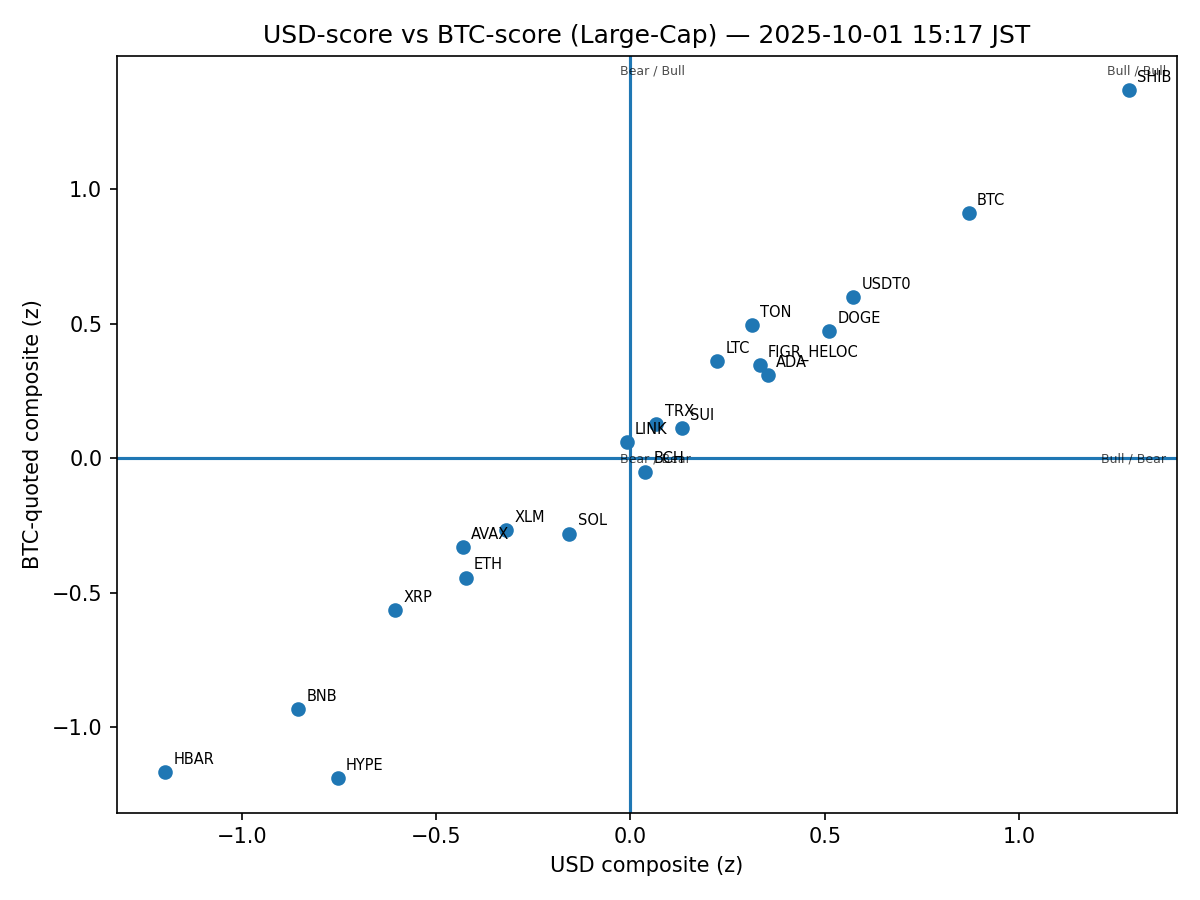 USD-score vs BTC-score (Large-Cap) — 2025-10-01 15:17 JST
Bear / Bull
Bull / Bull
SHIB
1.0
BTC
USDT0
TON
DOGE
0.5
LTC
FIGR_HELOC
ADA
TRX
SUI
LINK
0.0
Bear / Bear
BCH
Bull / Bear
XLM
SOL
AVAX
ETH
−0.5
XRP
BNB
−1.0
HBAR
HYPE
−1.0
−0.5
0.0
0.5
1.0
USD composite (z)
BTC-quoted composite (z)